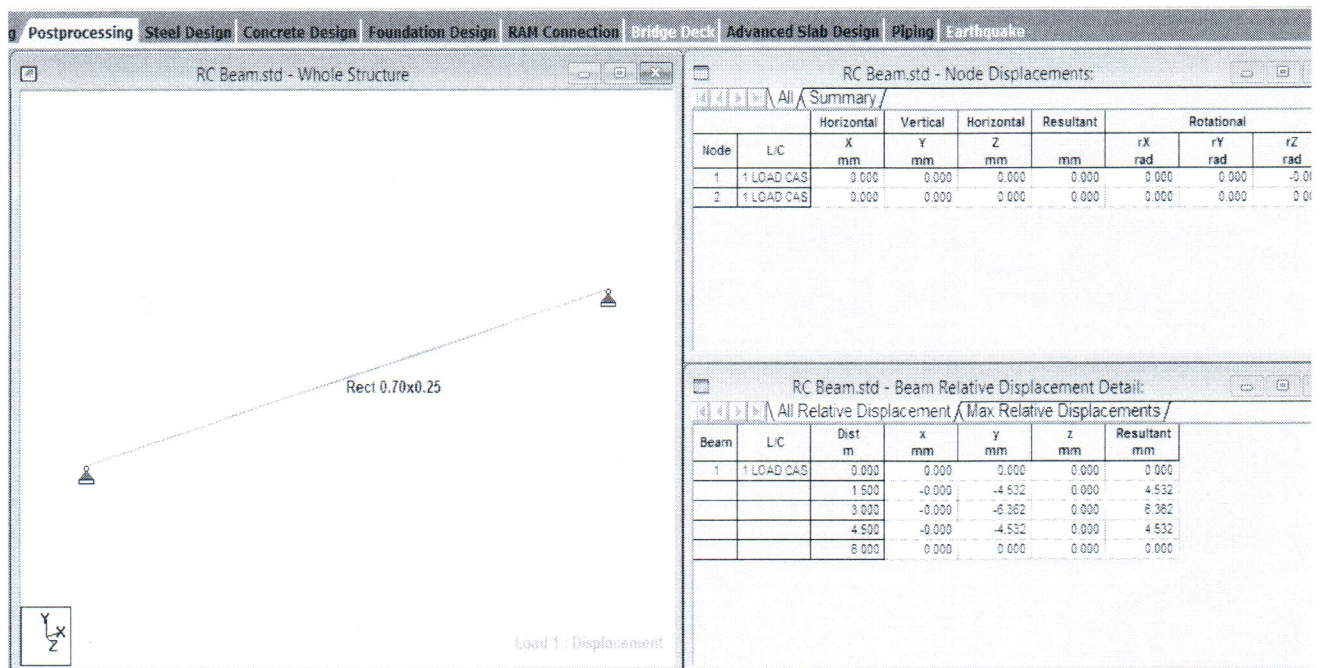 g Postprocessing Steel Design Concrete Design Foundation Design RAM Connection Bridge Deck Advanced Slab Design Piping Earthquake
RC Beam.std - Whole Structure
Rect 0.70x0.25
Y
X
Z
Load 1 : Displacement
RC Beam.std - Node Displacements:
All Summary
Horizontal Vertical Horizontal Resultant Rotational
Node L/C X mm Y mm Z mm mm rX rad rY rad rZ rad
1 1 LOAD CAS 0.000 0.000 0.000 0.000 0.000 0.000 -0.00
2 1 LOAD CAS 0.000 0.000 0.000 0.000 0.000 0.000 0.00
RC Beam.std - Beam Relative Displacement Detail:
All Relative Displacement Max Relative Displacements
Beam L/C Dist m x mm y mm z mm Resultant mm
1 1 LOAD CAS 0.000 0.000 0.000 0.000 0.000
1.500 -0.000 -4.532 0.000 4.532
3.000 -0.000 -6.362 0.000 6.362
4.500 -0.000 -4.532 0.000 4.532
6.000 0.000 0.000 0.000 0.000